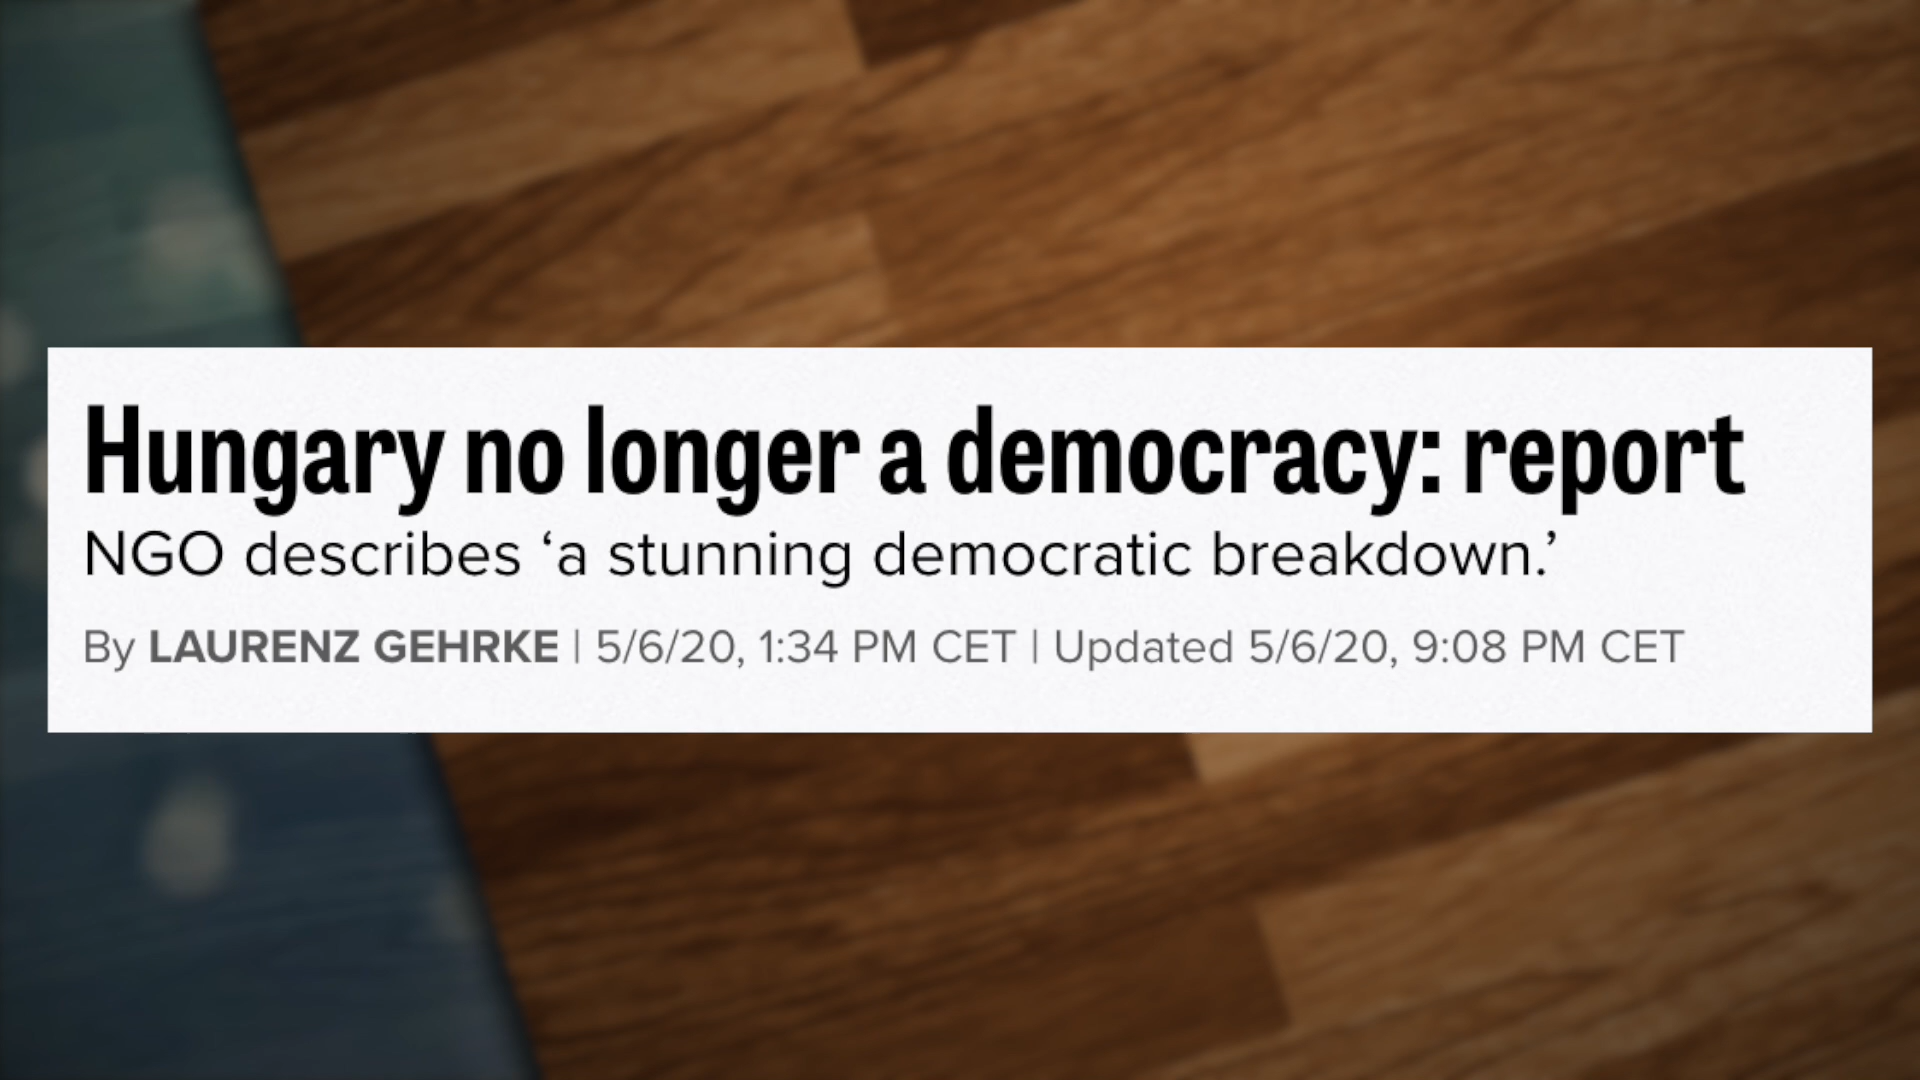 Hungary no longer a democracy: report
NGO describes ‘a stunning democratic breakdown.’
By LAURENZ GEHRKE | 5/6/20, 1:34 PM CET | Updated 5/6/20, 9:08 PM CET